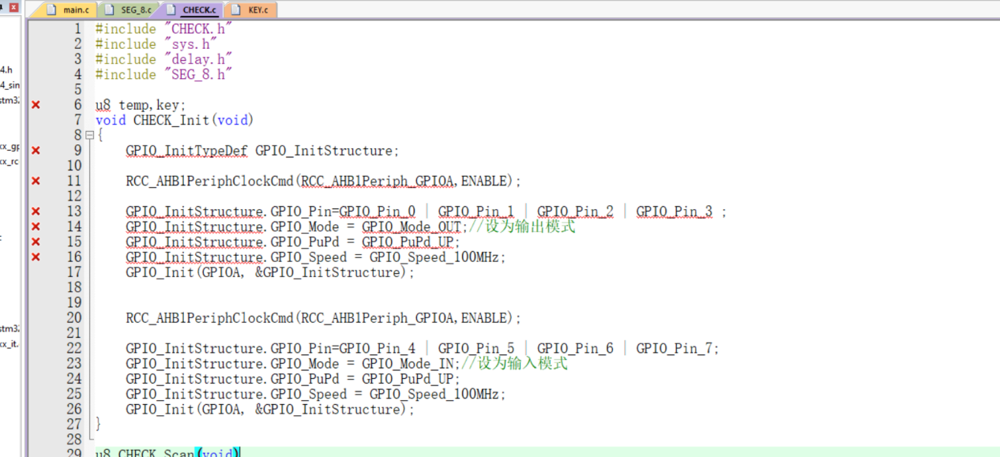 main.c SEG_8.c CHECK.c KEY.c
4.h
4_sin
stm32
xx_gp
xx_rc
stm32
xx_it.
1 #include "CHECK.h"
2 #include "sys.h"
3 #include "delay.h"
4 #include "SEG_8.h"
5
6 u8 temp,key;
7 void CHECK_Init(void)
8 {
9 GPIO_InitTypeDef GPIO_InitStructure;
10
11 RCC_AHB1PeriphClockCmd(RCC_AHB1Periph_GPIOA,ENABLE);
12
13 GPIO_InitStructure.GPIO_Pin=GPIO_Pin_0 | GPIO_Pin_1 | GPIO_Pin_2 | GPIO_Pin_3 ;
14 GPIO_InitStructure.GPIO_Mode = GPIO_Mode_OUT;//设为输出模式
15 GPIO_InitStructure.GPIO_PuPd = GPIO_PuPd_UP;
16 GPIO_InitStructure.GPIO_Speed = GPIO_Speed_100MHz;
17 GPIO_Init(GPIOA, &GPIO_InitStructure);
18
19
20 RCC_AHB1PeriphClockCmd(RCC_AHB1Periph_GPIOA,ENABLE);
21
22 GPIO_InitStructure.GPIO_Pin=GPIO_Pin_4 | GPIO_Pin_5 | GPIO_Pin_6 | GPIO_Pin_7;
23 GPIO_InitStructure.GPIO_Mode = GPIO_Mode_IN;//设为输入模式
24 GPIO_InitStructure.GPIO_PuPd = GPIO_PuPd_UP;
25 GPIO_InitStructure.GPIO_Speed = GPIO_Speed_100MHz;
26 GPIO_Init(GPIOA, &GPIO_InitStructure);
27 }
28
29 u8 CHECK_Scan(void)